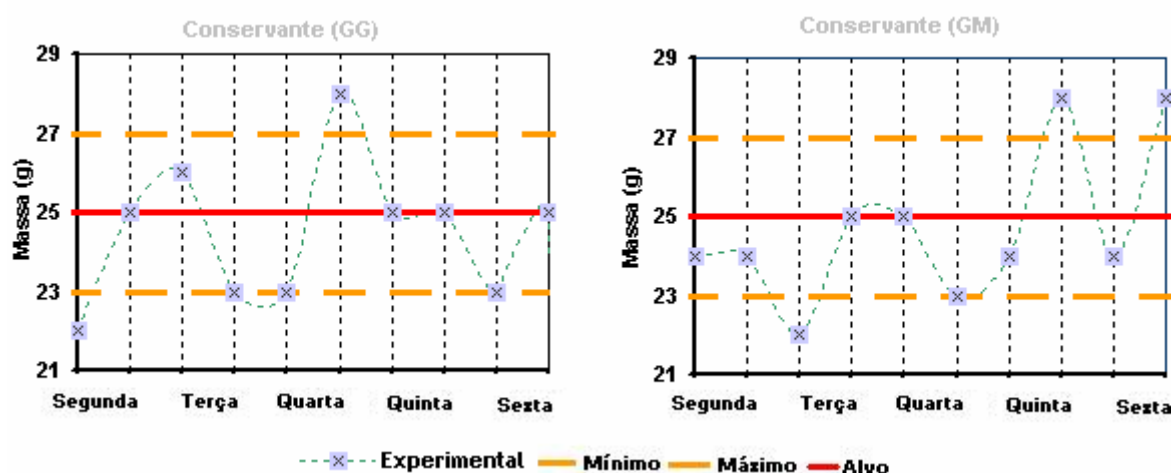 Conservante (GG)
Massa (g)
29
27
25
23
21
Segunda Terça Quarta Quinta Sexta
Conservante (GM)
Massa (g)
29
27
25
23
21
Segunda Terça Quarta Quinta Sexta
Experimental Mínimo Máximo Alvo